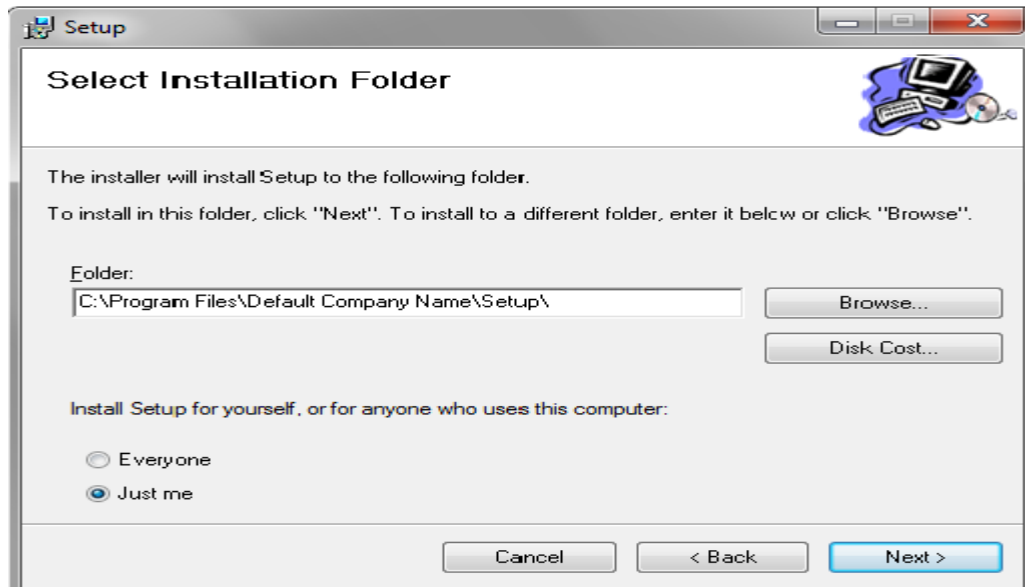 Setup
Select Installation Folder
The installer will install Setup to the following folder.
To install in this folder, click "Next". To install to a different folder, enter it below or click "Browse".
Folder:
C:\Program Files\Default Company Name\Setup\
Browse...
Disk Cost...
Install Setup for yourself, or for anyone who uses this computer:
Everyone
Just me
Cancel
< Back
Next >